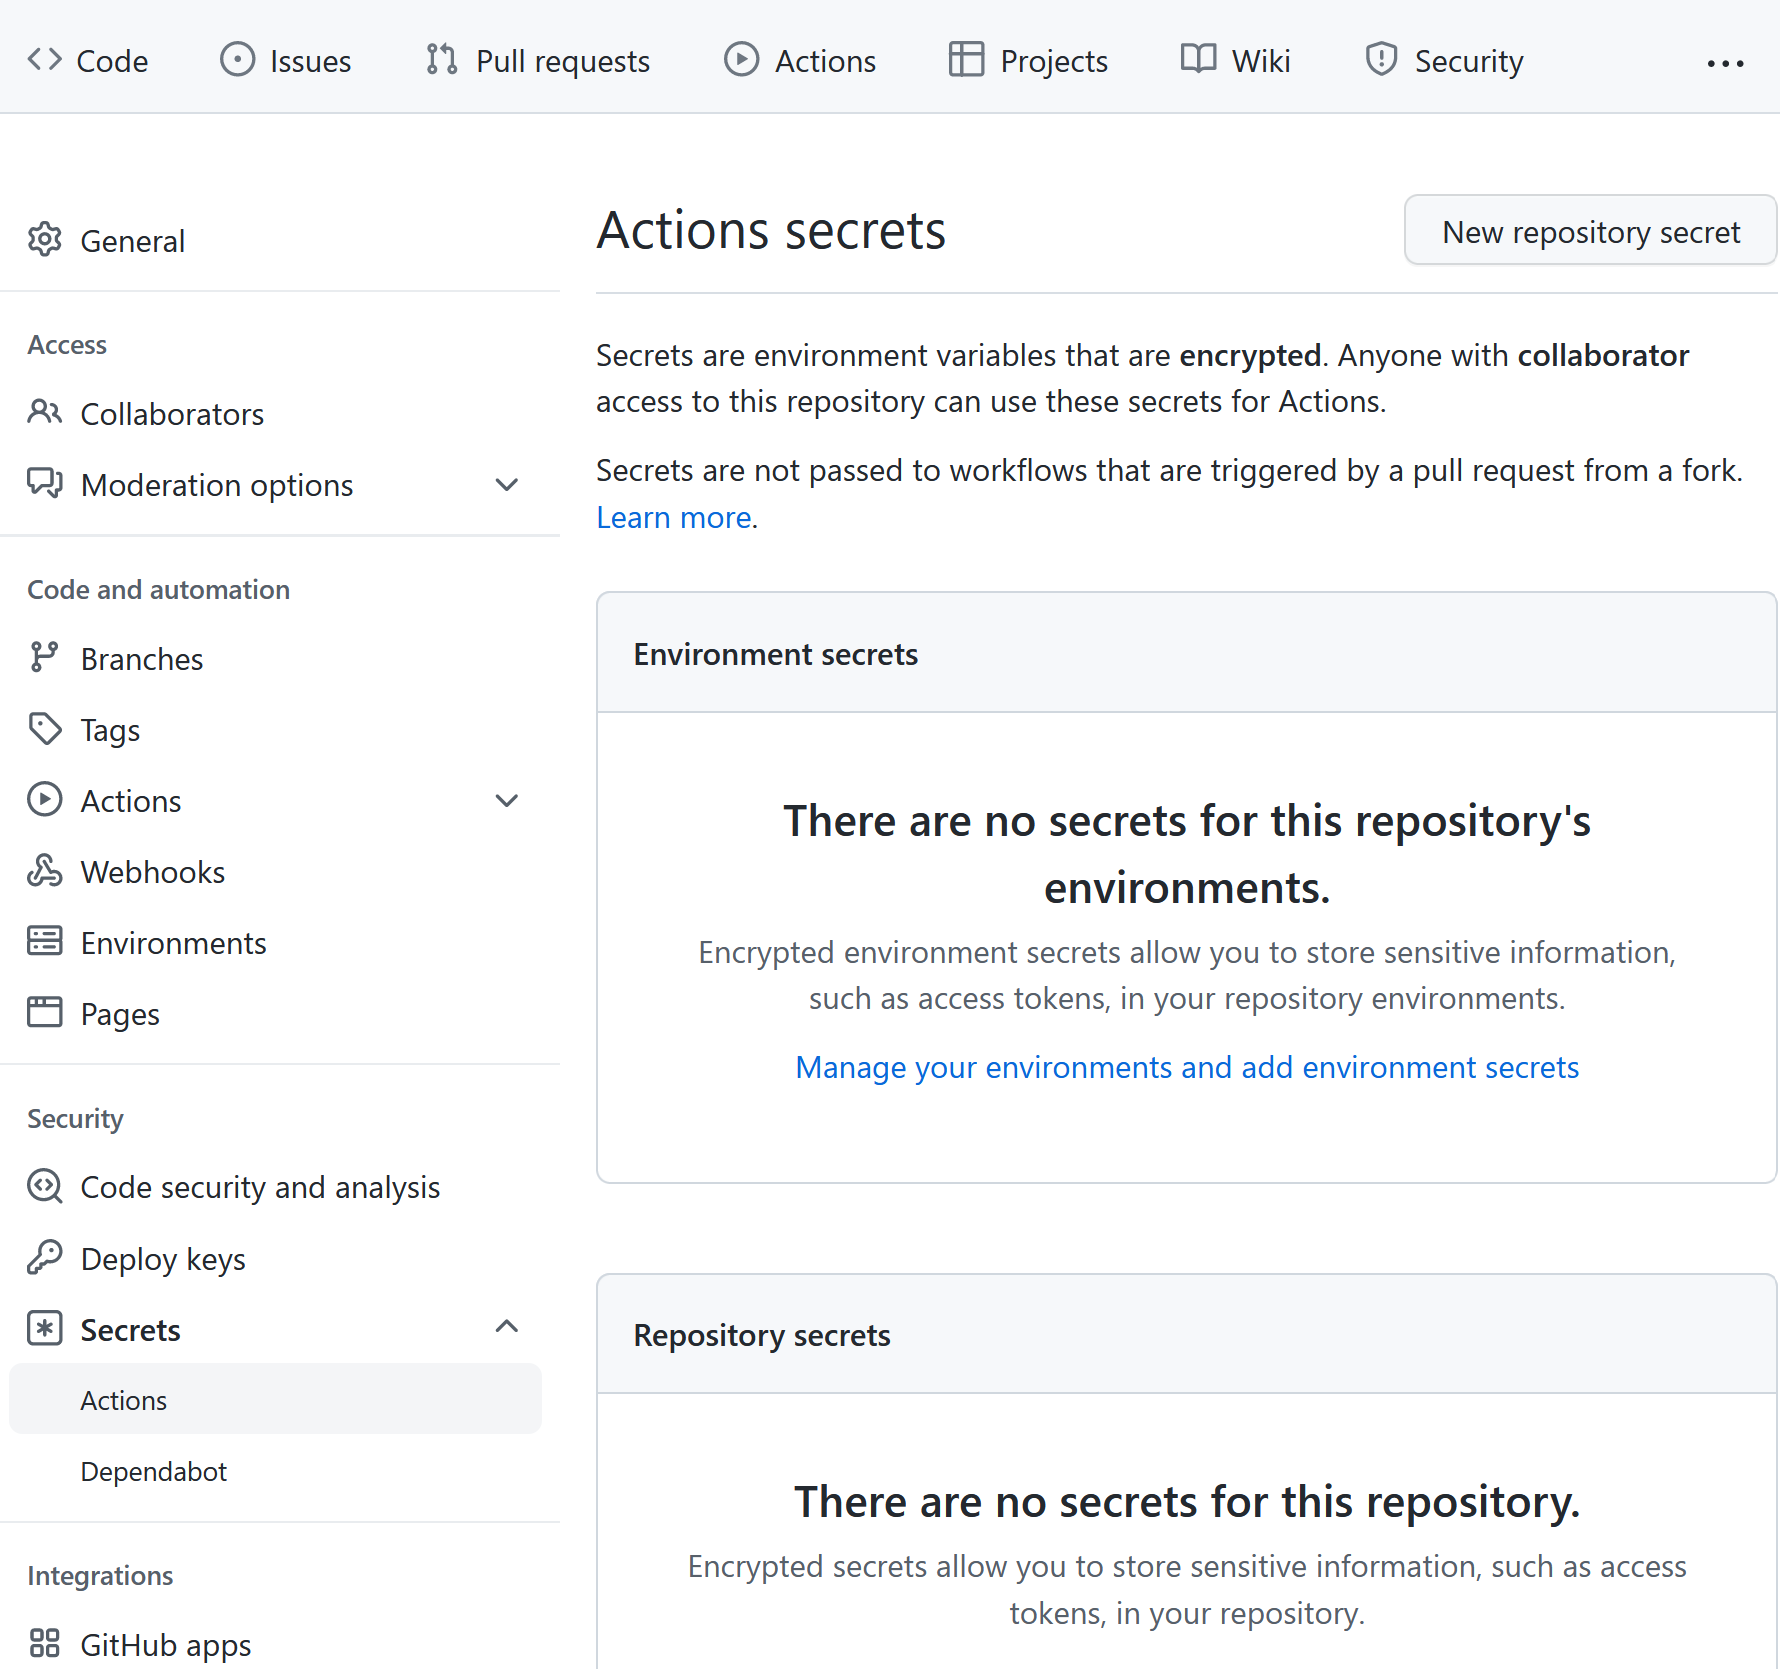 Code Issues Pull requests Actions Projects Wiki Security ...
General
Access
Collaborators
Moderation options
Code and automation
Branches
Tags
Actions
Webhooks
Environments
Pages
Security
Code security and analysis
Deploy keys
Secrets
Actions
Dependabot
Integrations
GitHub apps
Actions secrets
New repository secret
Secrets are environment variables that are encrypted. Anyone with collaborator
access to this repository can use these secrets for Actions.
Secrets are not passed to workflows that are triggered by a pull request from a fork.
Learn more.
Environment secrets
There are no secrets for this repository's
environments.
Encrypted environment secrets allow you to store sensitive information,
such as access tokens, in your repository environments.
Manage your environments and add environment secrets
Repository secrets
There are no secrets for this repository.
Encrypted secrets allow you to store sensitive information, such as access
tokens, in your repository.